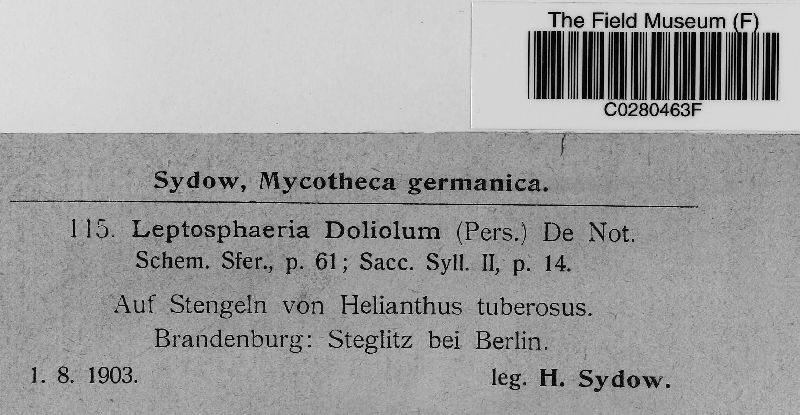 The Field Museum (F)
C0280463F
Sydow, Mycotheca germanica.
115. Leptosphaeria Doliolum (Pers.) De Not.
Schem. Sfer., p. 61; Sacc. Syll. II, p. 14.
Auf Stengeln von Helianthus tuberosus.
Brandenburg: Steglitz bei Berlin.
1. 8. 1903. leg. H. Sydow.